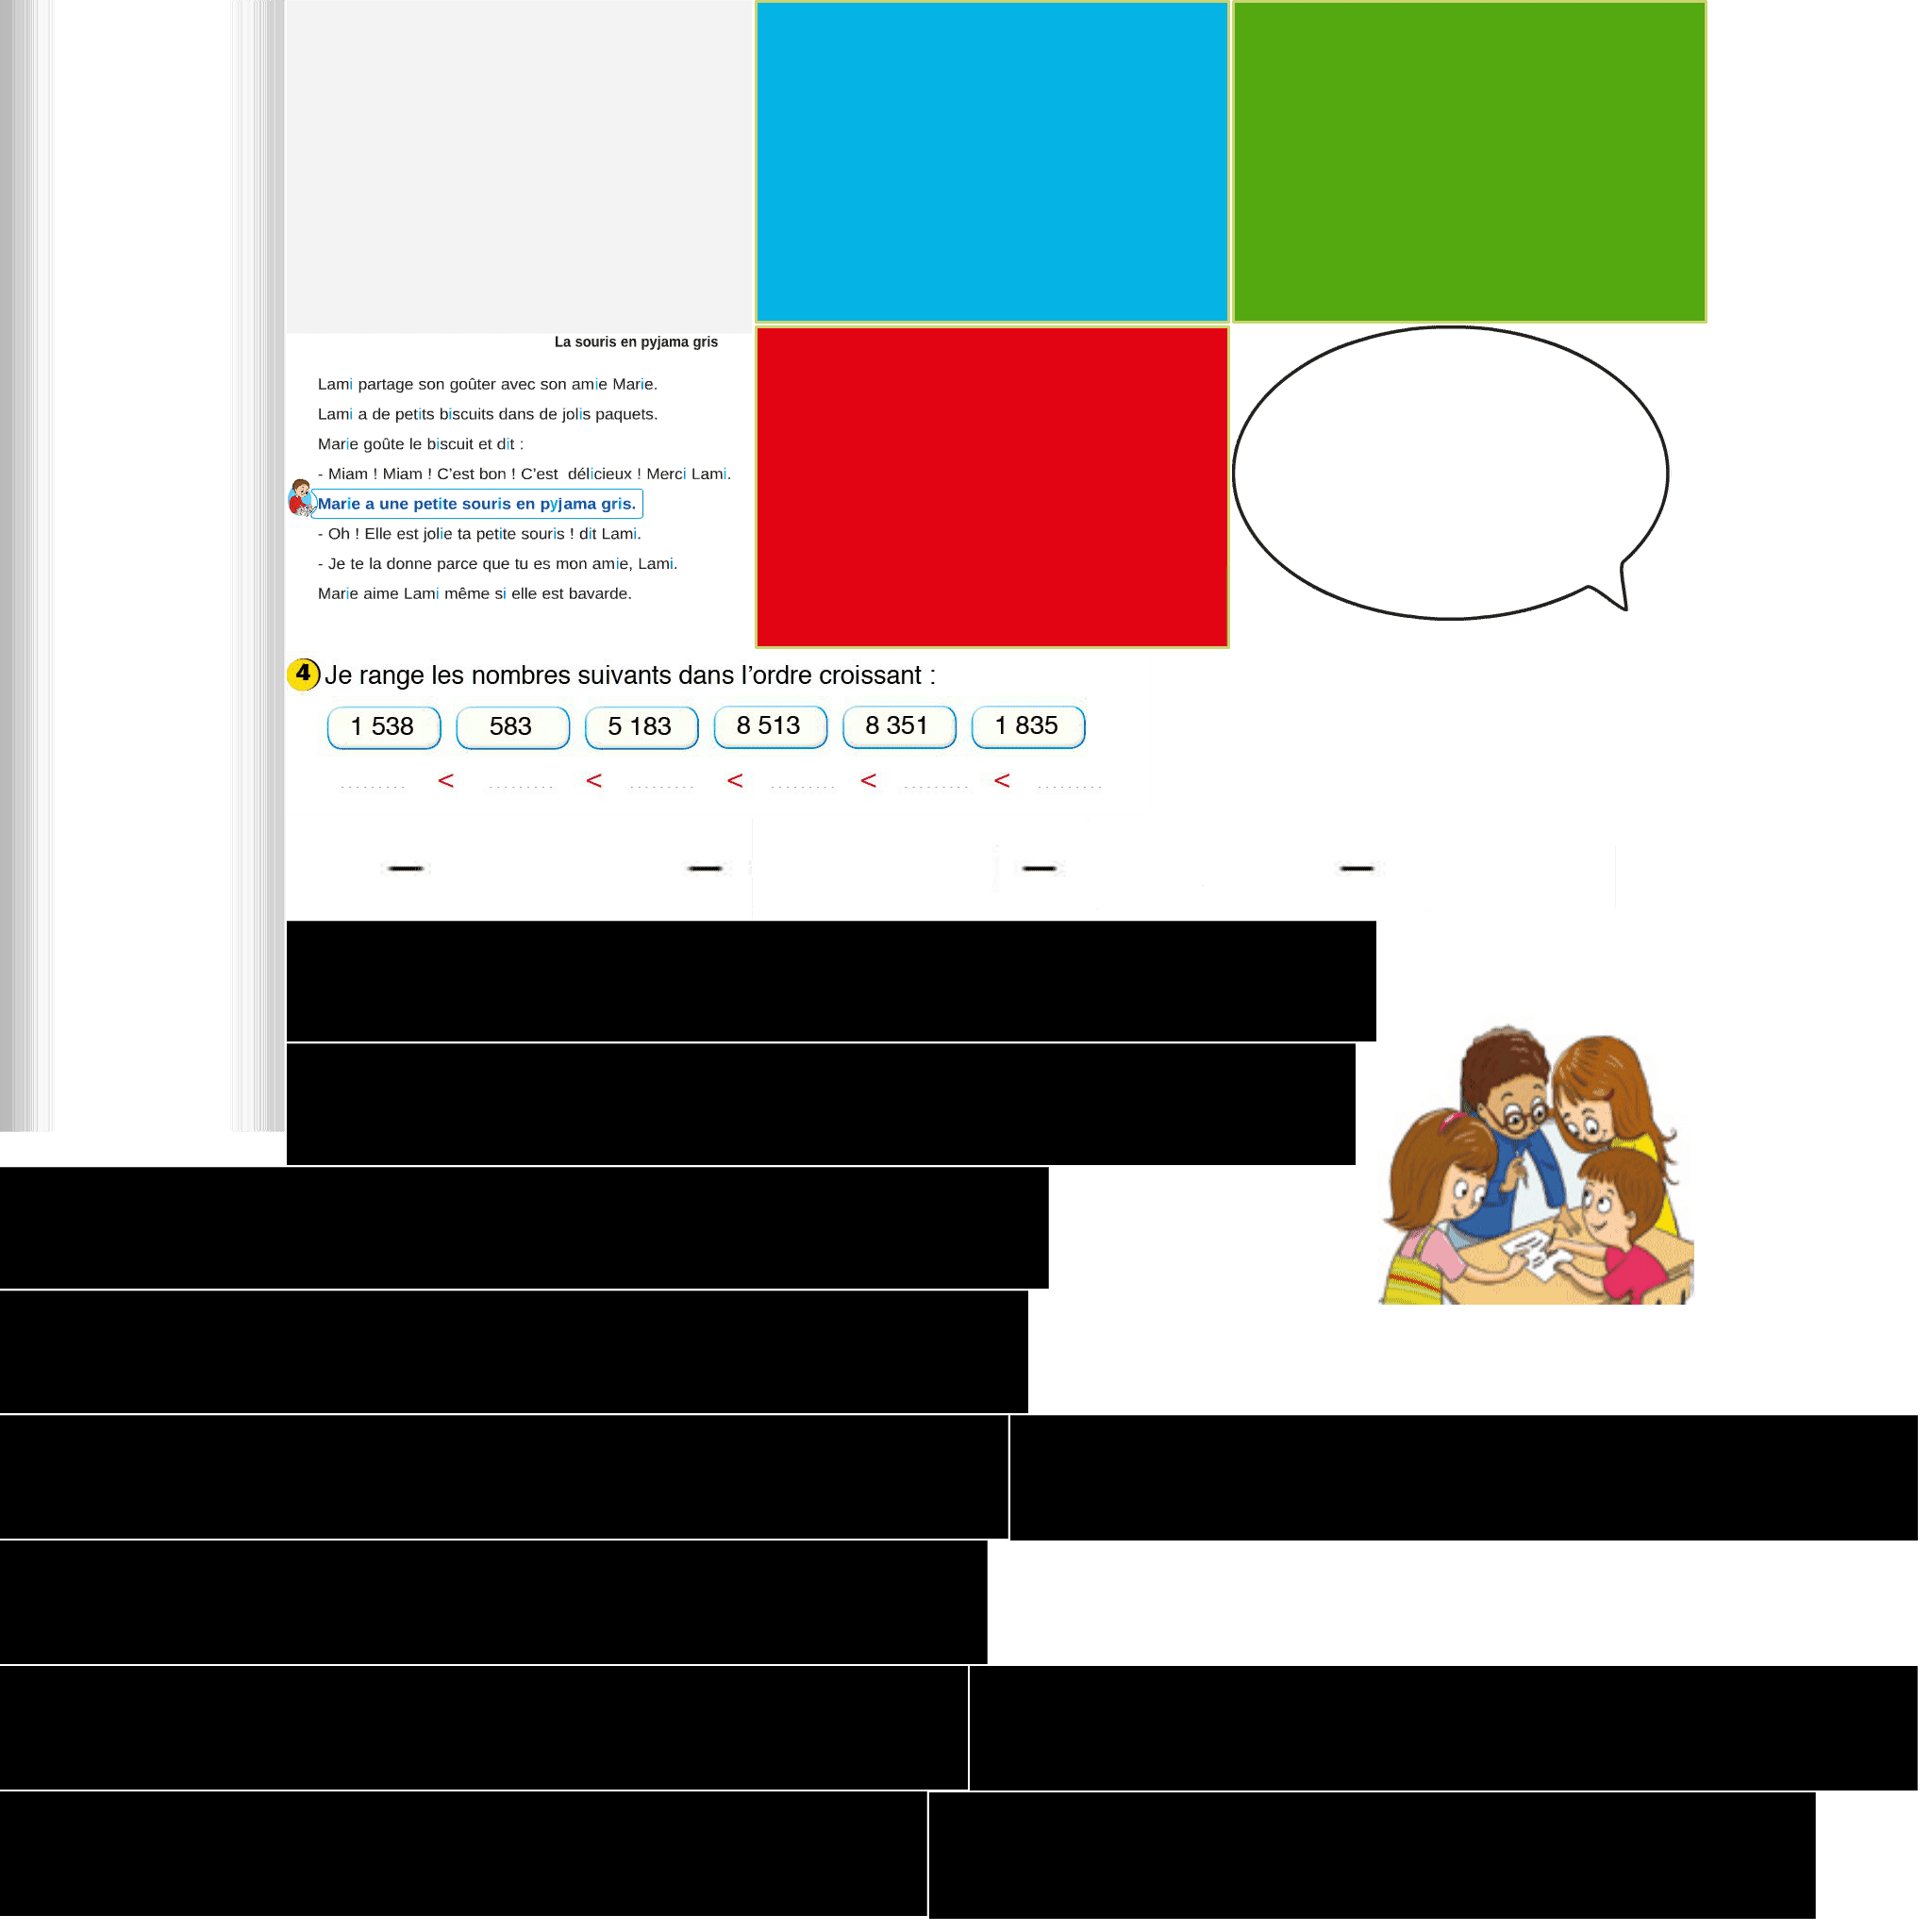 La souris en pyjama gris
Lami partage son goûter avec son amie Marie.
Lami a de petits biscuits dans de jolis paquets.
Marie goûte le biscuit et dit :
- Miam ! Miam ! C’est bon ! C’est  délicieux ! Merci Lami.
Marie a une petite souris en pyjama gris.
- Oh ! Elle est jolie ta petite souris ! dit Lami.
- Je te la donne parce que tu es mon amie, Lami.
Marie aime Lami même si elle est bavarde.
4 Je range les nombres suivants dans l’ordre croissant :
1 538 583 5 183 8 513 8 351 1 835
......... < ......... < ......... < ......... < ......... < .........
— — — —